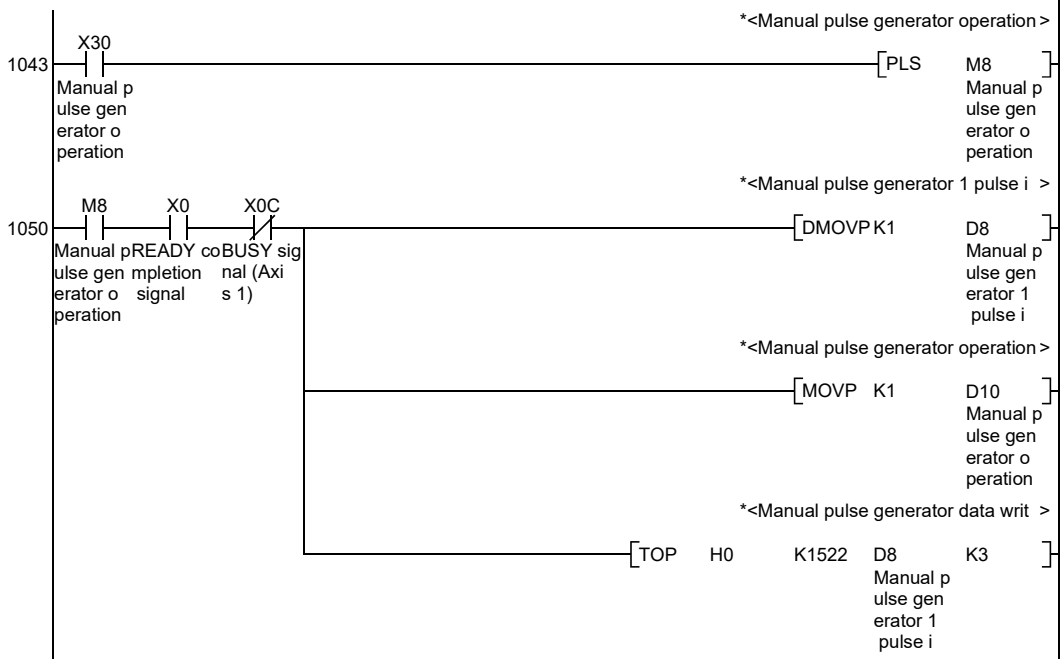 *<Manual pulse generator operation>
X30
1043
PLS M8
Manual p
ulse gen
erator o
peration
Manual p
ulse gen
erator o
peration
*<Manual pulse generator 1 pulse i >
M8 X0 X0C
1050
DMOVP K1 D8
Manual p READY co BUSY sig
ulse gen mpletion nal (Axi
erator o signal s 1)
peration
Manual p
ulse gen
erator 1
pulse i
*<Manual pulse generator operation>
MOVP K1 D10
Manual p
ulse gen
erator o
peration
*<Manual pulse generator data writ >
TOP H0 K1522 D8 K3
Manual p
ulse gen
erator 1
pulse i